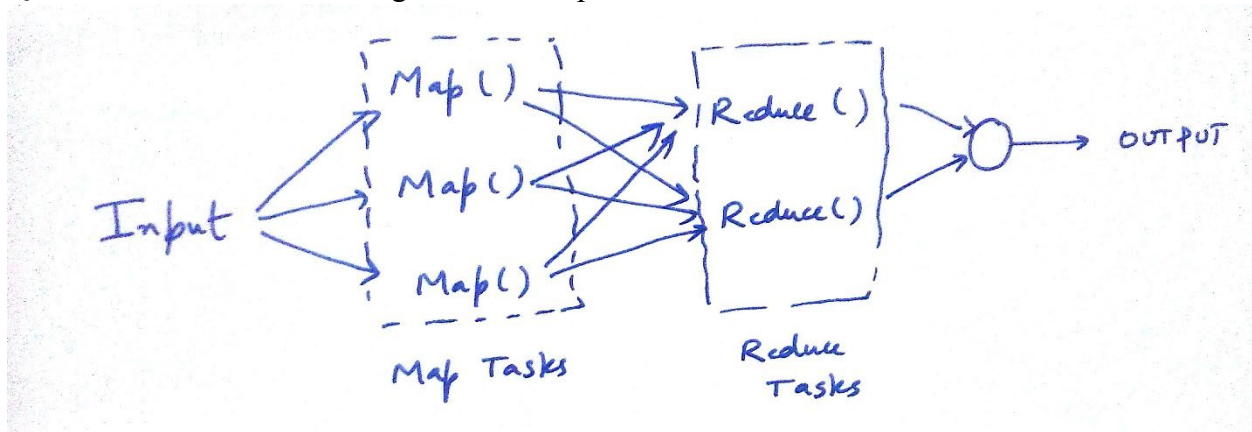 Map()
Reduce()
OUTPUT
Map()
Input
Reduce()
Map()
Map Tasks
Reduce
Tasks